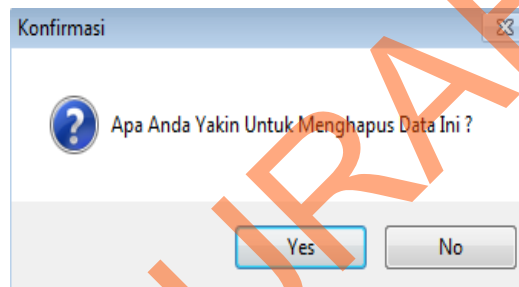 Konfirmasi
Apa Anda Yakin Untuk Menghapus Data Ini ?
Yes
No